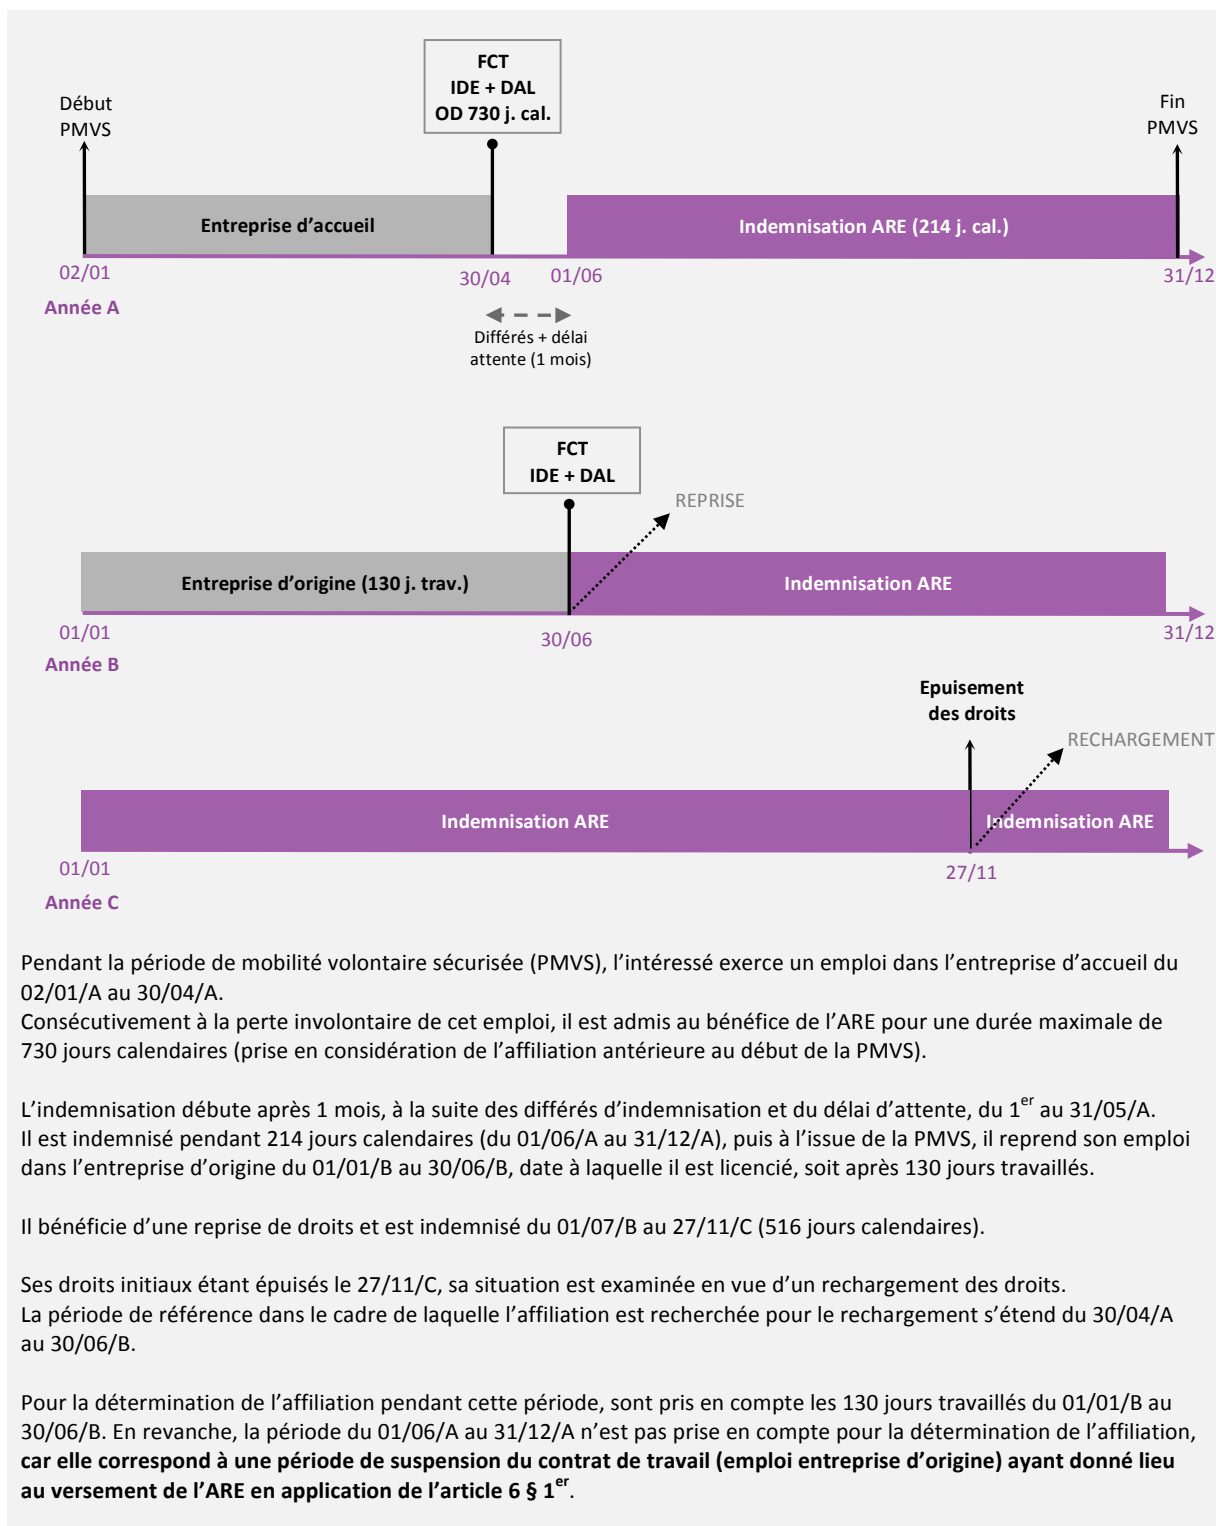 FCT
IDE + DAL
OD 730 j. cal.
Début
PMVS
Fin
PMVS
Entreprise d’accueil
Indemnisation ARE (214 j. cal.)
02/01
30/04
01/06
31/12
Année A
Différés + délai
attente (1 mois)
FCT
IDE + DAL
REPRISE
Entreprise d’origine (130 j. trav.)
Indemnisation ARE
01/01
30/06
31/12
Année B
Epuisement
des droits
RECHARGEMENT
Indemnisation ARE
Indemnisation ARE
01/01
27/11
Année C
Pendant la période de mobilité volontaire sécurisée (PMVS), l’intéressé exerce un emploi dans l’entreprise d’accueil du
02/01/A au 30/04/A.
Consécutivement à la perte involontaire de cet emploi, il est admis au bénéfice de l’ARE pour une durée maximale de
730 jours calendaires (prise en considération de l’affiliation antérieure au début de la PMVS).
L’indemnisation débute après 1 mois, à la suite des différés d’indemnisation et du délai d’attente, du 1er au 31/05/A.
Il est indemnisé pendant 214 jours calendaires (du 01/06/A au 31/12/A), puis à l’issue de la PMVS, il reprend son emploi
dans l’entreprise d’origine du 01/01/B au 30/06/B, date à laquelle il est licencié, soit après 130 jours travaillés.
Il bénéficie d’une reprise de droits et est indemnisé du 01/07/B au 27/11/C (516 jours calendaires).
Ses droits initiaux étant épuisés le 27/11/C, sa situation est examinée en vue d’un rechargement des droits.
La période de référence dans le cadre de laquelle l’affiliation est recherchée pour le rechargement s’étend du 30/04/A
au 30/06/B.
Pour la détermination de l’affiliation pendant cette période, sont pris en compte les 130 jours travaillés du 01/01/B au
30/06/B. En revanche, la période du 01/06/A au 31/12/A n’est pas prise en compte pour la détermination de l’affiliation,
car elle correspond à une période de suspension du contrat de travail (emploi entreprise d’origine) ayant donné lieu
au versement de l’ARE en application de l’article 6 § 1er.